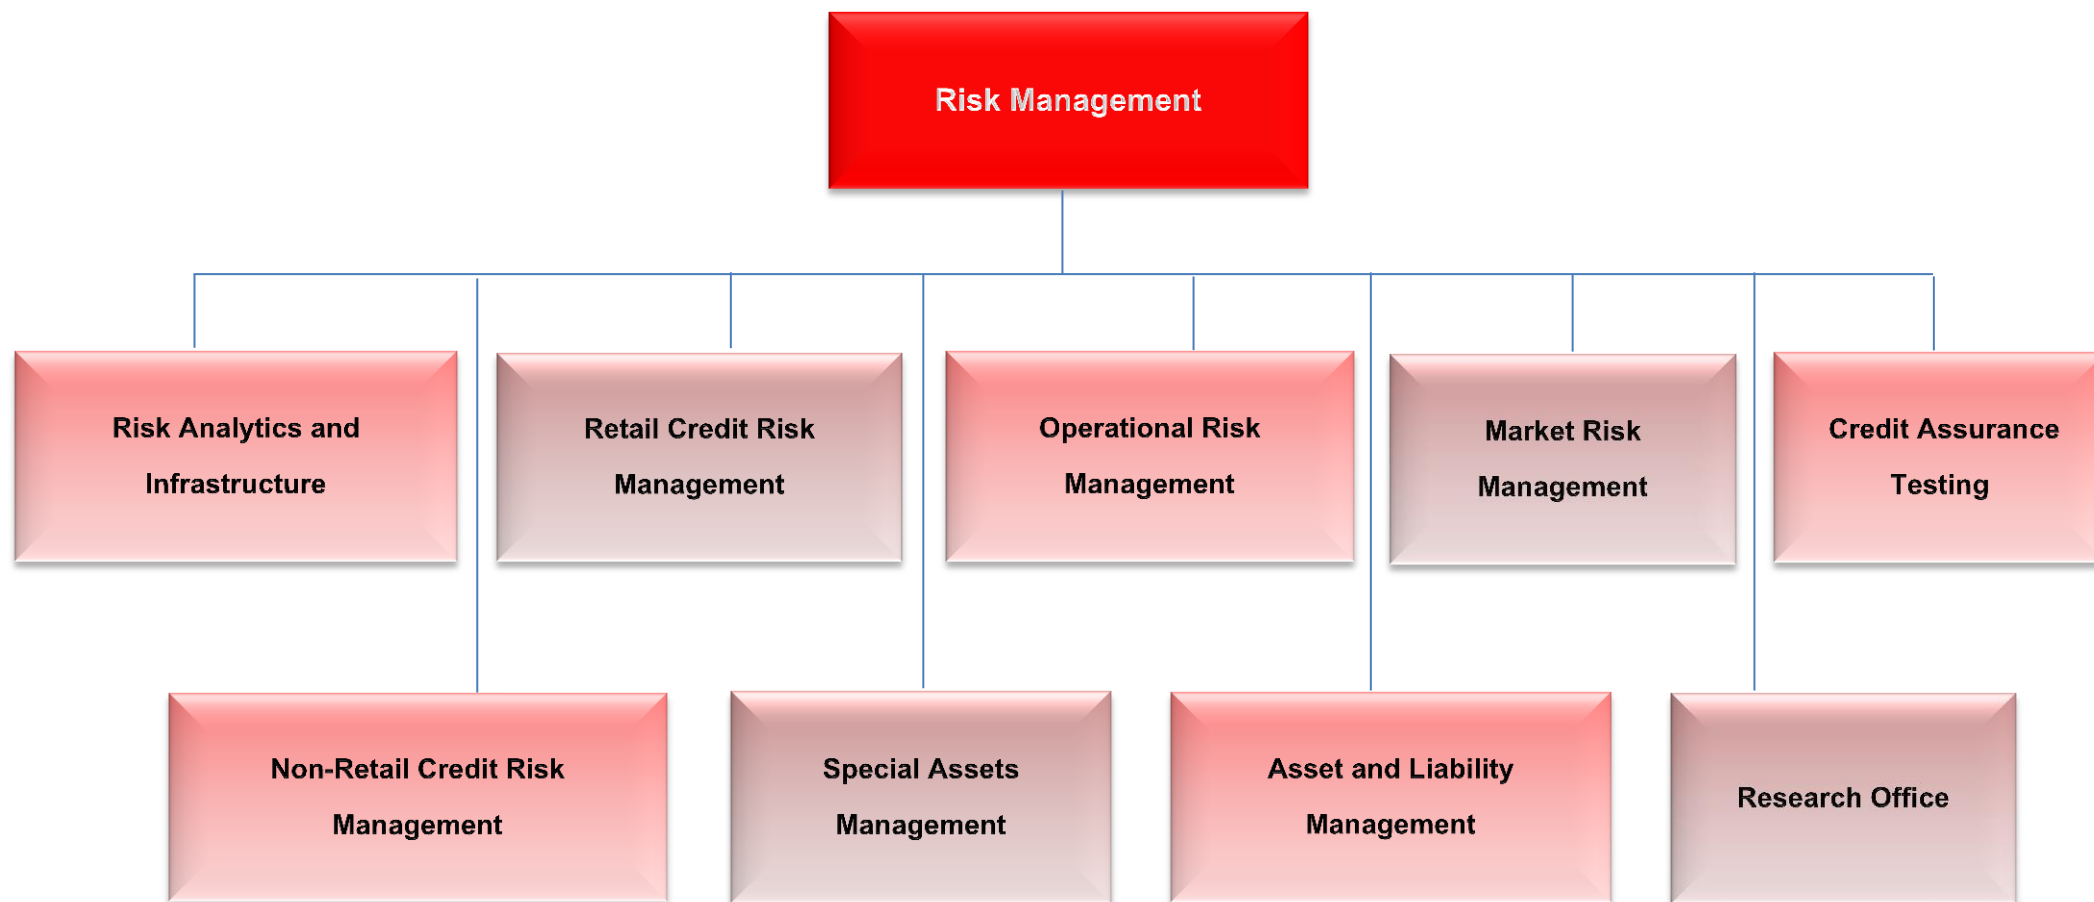 Risk Management
Risk Analytics and
Infrastructure
Retail Credit Risk
Management
Operational Risk
Management
Market Risk
Management
Credit Assurance
Testing
Non-Retail Credit Risk
Management
Special Assets
Management
Asset and Liability
Management
Research Office